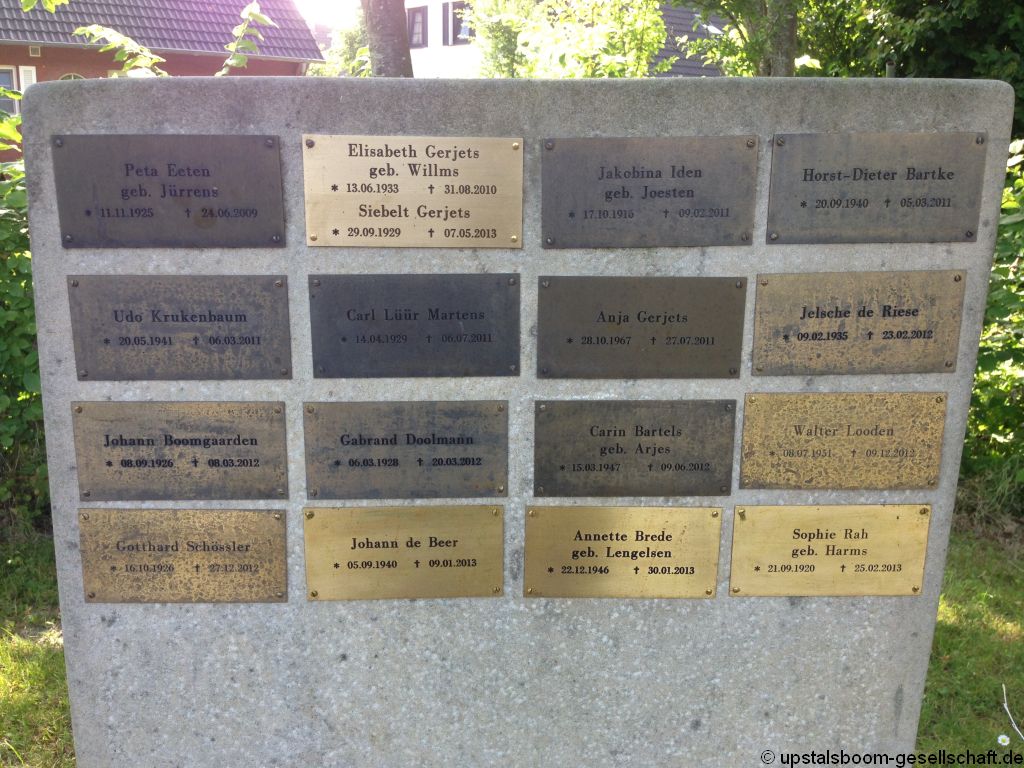 Peta Eeten
geb. Jürrens
* 11.11.1925 † 24.06.2009
Elisabeth Gerjets
geb. Willms
* 13.06.1933 † 31.08.2010
Siebelt Gerjets
* 29.09.1929 † 07.05.2013
Jakobina Iden
geb. Joesten
* 17.10.1916 † 09.02.2011
Horst-Dieter Bartke
* 20.09.1940 † 05.03.2011
Udo Krukenbaum
* 20.05.1941 † 06.03.2011
Carl Lüür Martens
* 14.04.1929 † 06.07.2011
Anja Gerjets
* 28.10.1967 † 27.07.2011
Jelsche de Riese
* 09.02.1935 † 23.02.2012
Johann Boomgaarden
* 08.09.1926 † 08.03.2012
Gabrand Doolmann
* 06.03.1928 † 20.03.2012
Carin Bartels
geb. Arjes
* 15.03.1947 † 09.06.2012
Walter Looden
* 08.07.1951 † 09.12.2012
Gotthard Schössler
* 16.10.1926 † 27.12.2012
Johann de Beer
* 05.09.1940 † 09.01.2013
Annette Brede
geb. Lengelsen
* 22.12.1946 † 30.01.2013
Sophie Rah
geb. Harms
* 21.09.1920 † 25.02.2013
© upstalsboom-gesellschaft.de